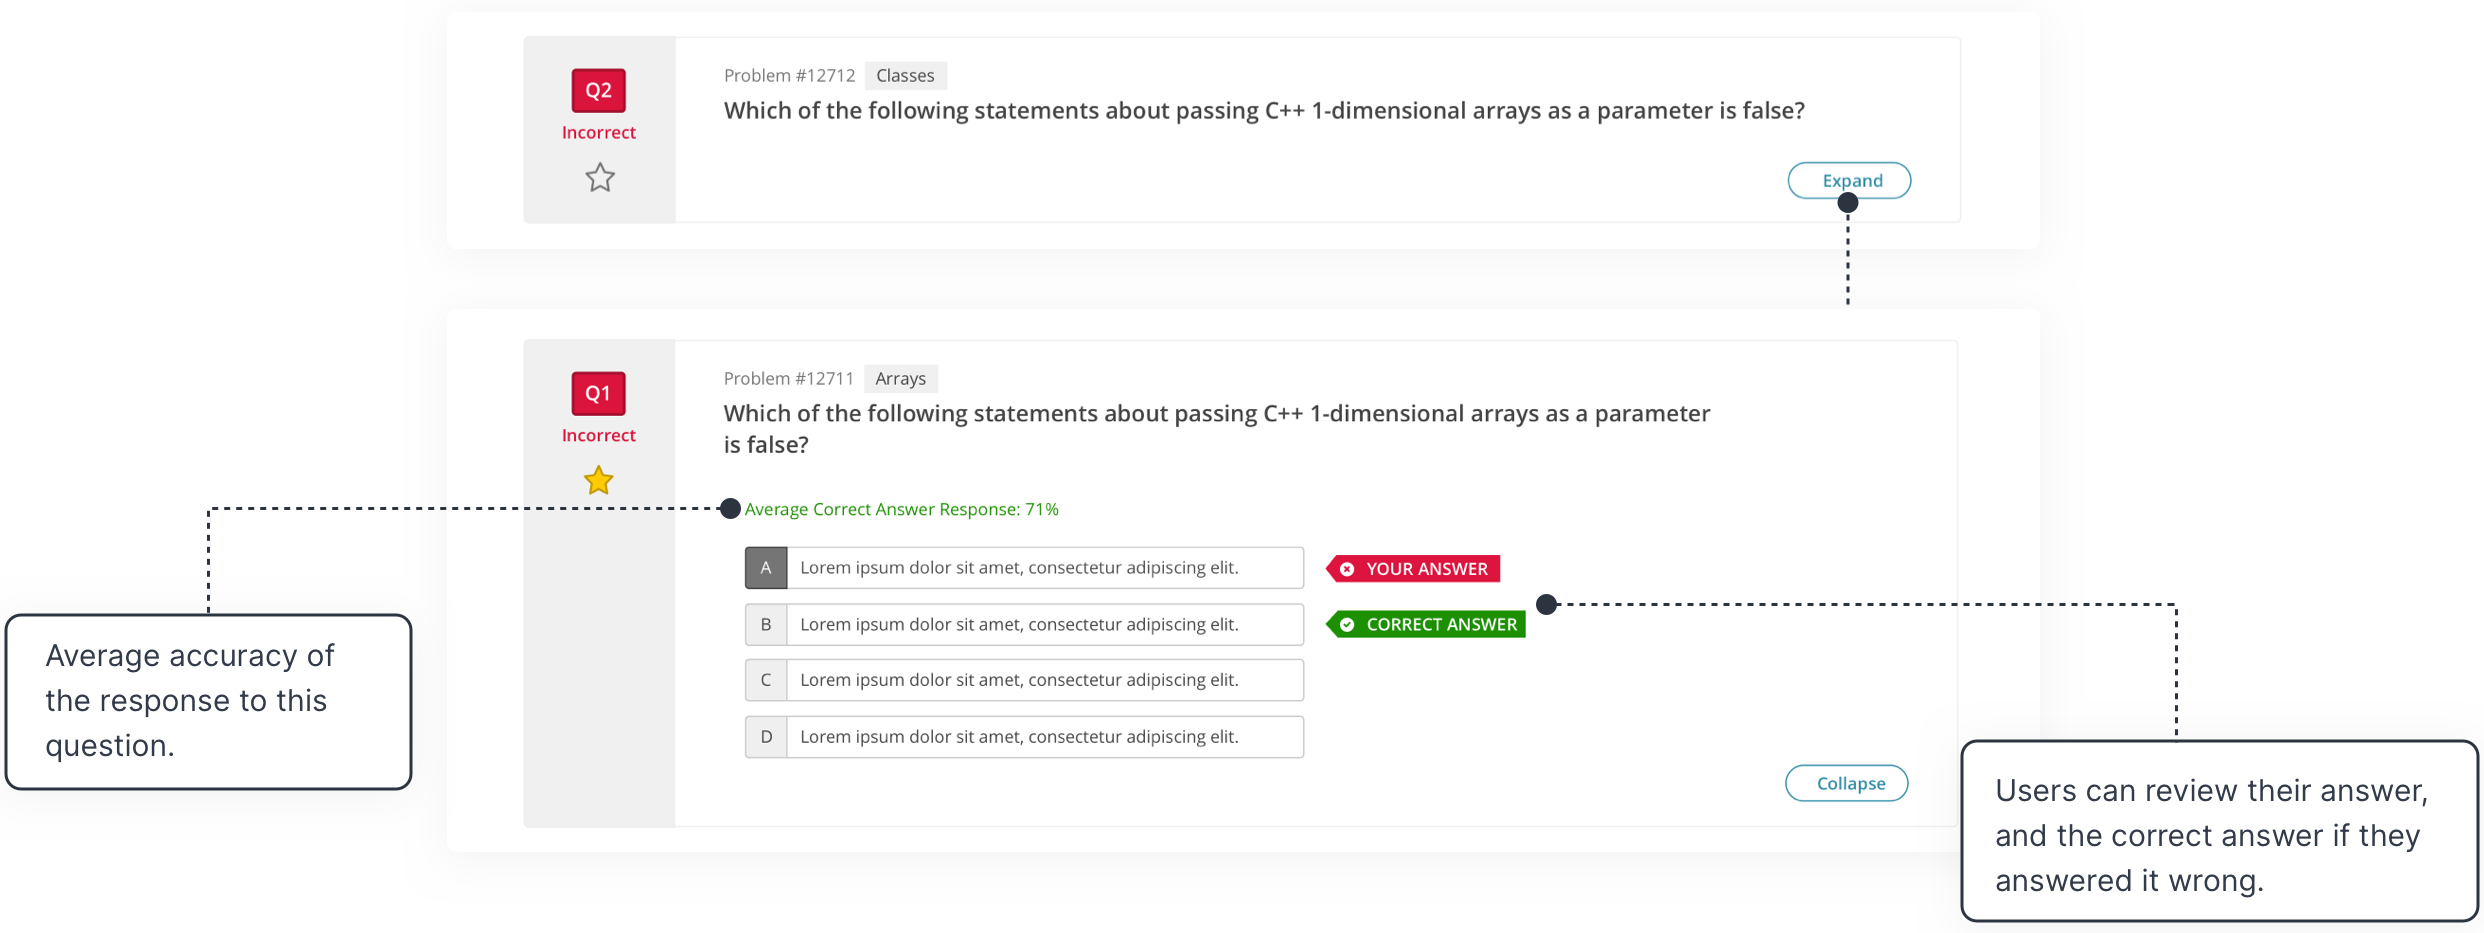 Q2
Incorrect
Problem #12712 Classes
Which of the following statements about passing C++ 1-dimensional arrays as a parameter is false?
Expand
Q1
Incorrect
Problem #12711 Arrays
Which of the following statements about passing C++ 1-dimensional arrays as a parameter
is false?
Average Correct Answer Response: 71%
A Lorem ipsum dolor sit amet, consectetur adipiscing elit. YOUR ANSWER
B Lorem ipsum dolor sit amet, consectetur adipiscing elit. CORRECT ANSWER
C Lorem ipsum dolor sit amet, consectetur adipiscing elit.
D Lorem ipsum dolor sit amet, consectetur adipiscing elit.
Collapse
Average accuracy of
the response to this
question.
Users can review their answer,
and the correct answer if they
answered it wrong.